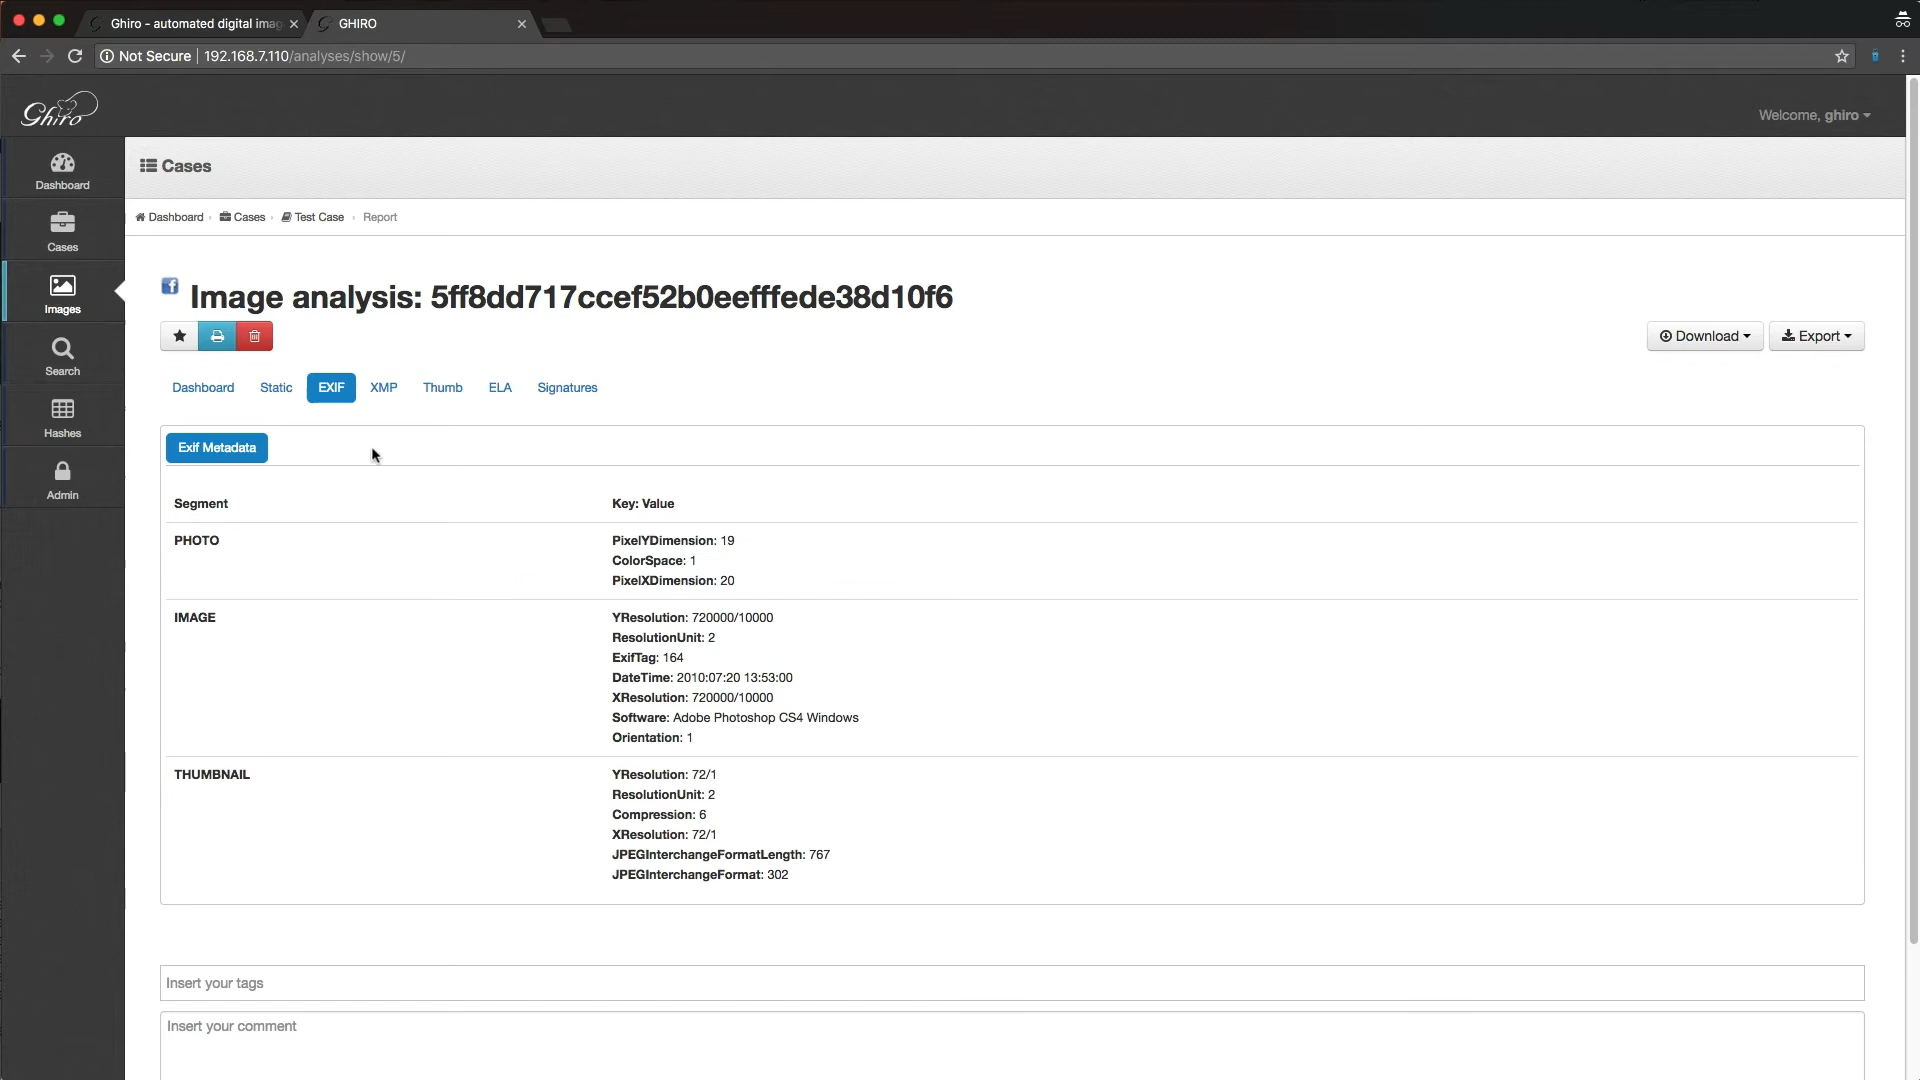 Ghiro - automated digital imag
GHIRO
Not Secure | 192.168.7.110/analyses/show/5/
Ghiro
Welcome, ghiro
Dashboard
Cases
Images
Search
Hashes
Admin
Cases
Dashboard Cases Test Case Report
Image analysis: 5ff8dd717ccef52b0eefffede38d10f6
Download Export
Dashboard Static EXIF XMP Thumb ELA Signatures
Exif Metadata
Segment Key: Value
PHOTO PixelYDimension: 19
ColorSpace: 1
PixelXDimension: 20
IMAGE YResolution: 720000/10000
ResolutionUnit: 2
ExifTag: 164
DateTime: 2010:07:20 13:53:00
XResolution: 720000/10000
Software: Adobe Photoshop CS4 Windows
Orientation: 1
THUMBNAIL YResolution: 72/1
ResolutionUnit: 2
Compression: 6
XResolution: 72/1
JPEGInterchangeFormatLength: 767
JPEGInterchangeFormat: 302
Insert your tags
Insert your comment